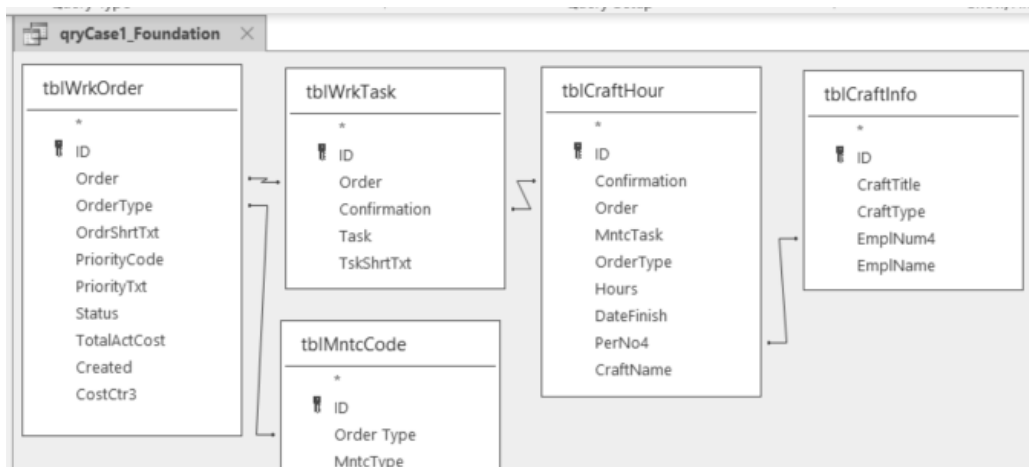 qryCase1_Foundation
tblWrkOrder
*
ID
Order
OrderType
OrdrShrtTxt
PriorityCode
PriorityTxt
Status
TotalActCost
Created
CostCtr3
tblWrkTask
*
ID
Order
Confirmation
Task
TskShrtTxt
tblMntcCode
*
ID
Order Type
MntcType
tblCraftHour
*
ID
Confirmation
Order
MntcTask
OrderType
Hours
DateFinish
PerNo4
CraftName
tblCraftInfo
*
ID
CraftTitle
CraftType
EmplNum4
EmplName